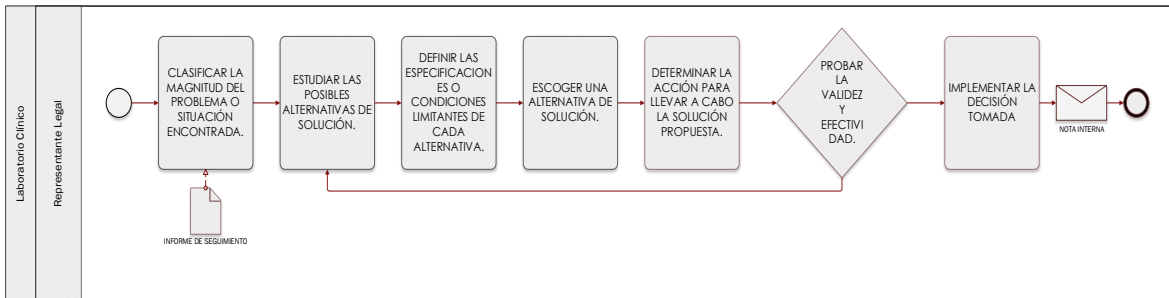 Laboratorio Clínico
Representante Legal
CLASIFICAR LA
MAGNITUD DEL
PROBLEMA O
SITUACIÓN
ENCONTRADA.
ESTUDIAR LAS
POSIBLES
ALTERNATIVAS DE
SOLUCIÓN.
DEFINIR LAS
ESPECIFICACION
ES O
CONDICIONES
LIMITANTES DE
CADA
ALTERNATIVA.
ESCOGER UNA
ALTERNATIVA DE
SOLUCIÓN.
DETERMINAR LA
ACCIÓN PARA
LLEVAR A CABO
LA SOLUCIÓN
PROPUESTA.
PROBAR
LA
VALIDEZ
Y
EFECTIVI
DAD.
IMPLEMENTAR LA
DECISIÓN
TOMADA
NOTA INTERNA
INFORME DE SEGUIMIENTO